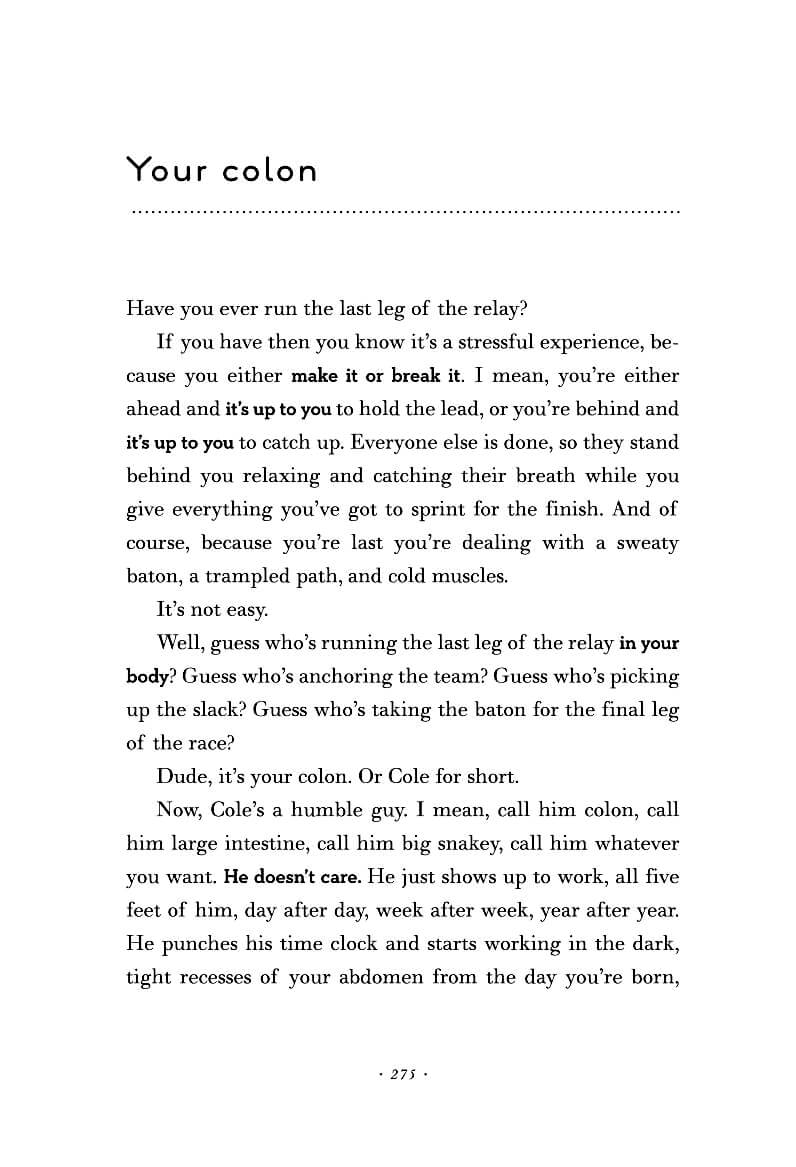 Your colon
Have you ever run the last leg of the relay?
If you have then you know it’s a stressful experience, be-
cause you either make it or break it. I mean, you’re either
ahead and it’s up to you to hold the lead, or you’re behind and
it’s up to you to catch up. Everyone else is done, so they stand
behind you relaxing and catching their breath while you
give everything you’ve got to sprint for the finish. And of
course, because you’re last you’re dealing with a sweaty
baton, a trampled path, and cold muscles.
It’s not easy.
Well, guess who’s running the last leg of the relay in your
body? Guess who’s anchoring the team? Guess who’s picking
up the slack? Guess who’s taking the baton for the final leg
of the race?
Dude, it’s your colon. Or Cole for short.
Now, Cole’s a humble guy. I mean, call him colon, call
him large intestine, call him big snakey, call him whatever
you want. He doesn’t care. He just shows up to work, all five
feet of him, day after day, week after week, year after year.
He punches his time clock and starts working in the dark,
tight recesses of your abdomen from the day you’re born,
· 275 ·